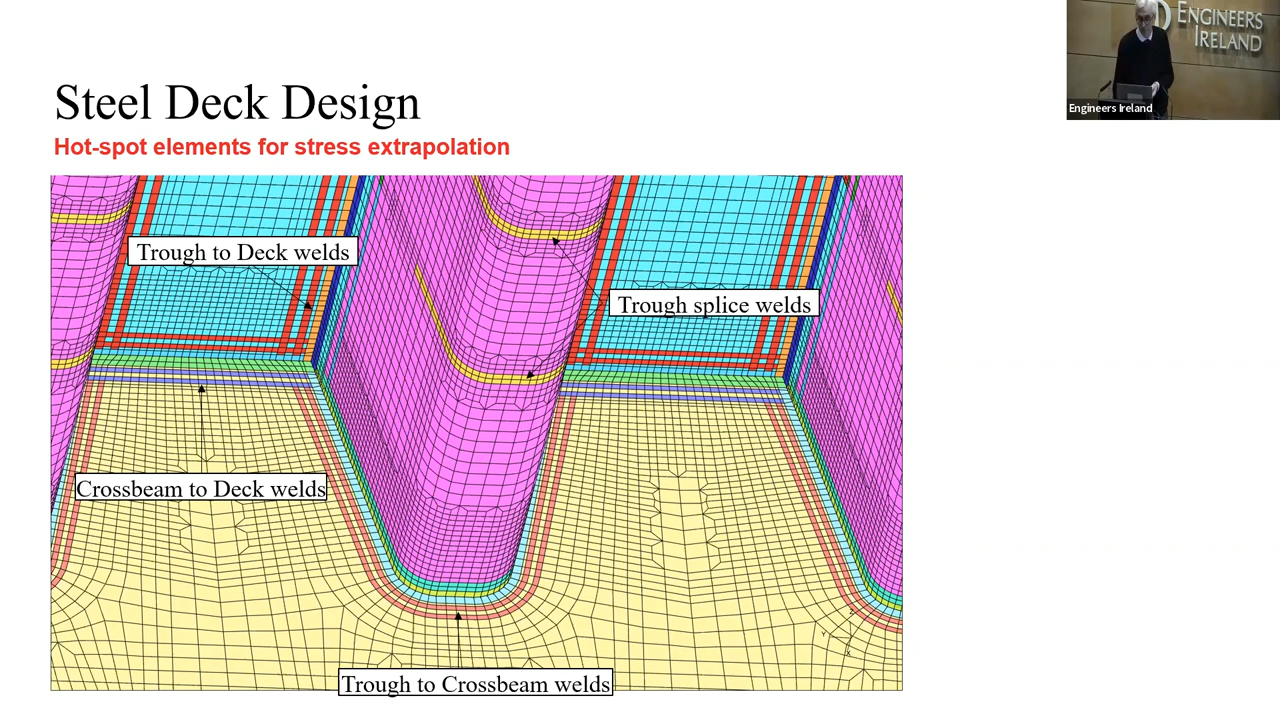 Steel Deck Design
Hot-spot elements for stress extrapolation
Trough to Deck welds
Trough splice welds
Crossbeam to Deck welds
Trough to Crossbeam welds
ENGINEERS
IRELAND
Engineers Ireland